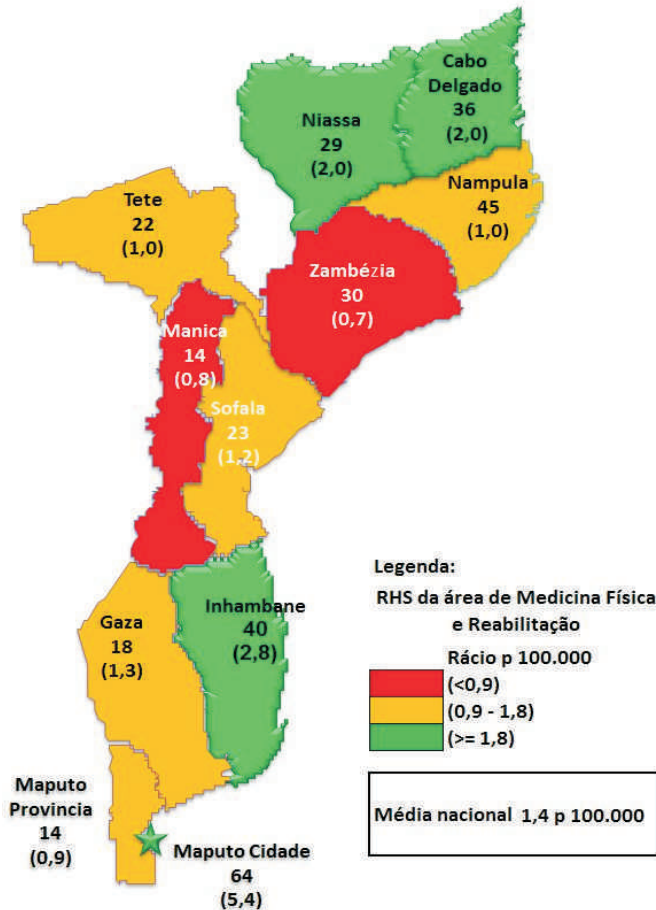 Cabo
Delgado
36
(2,0)
Niassa
29
(2,0)
Nampula
45
(1,0)
Tete
22
(1,0)
Zambézia
30
(0,7)
Manica
14
(0,8)
Sofala
23
(1,2)
Inhambane
40
(2,8)
Gaza
18
(1,3)
Maputo
Provincia
14
(0,9)
Maputo Cidade
64
(5,4)
Legenda:
RHS da área de Medicina Física
e Reabilitação
Rácio p 100.000
(<0,9)
(0,9 - 1,8)
(>= 1,8)
Média nacional 1,4 p 100.000